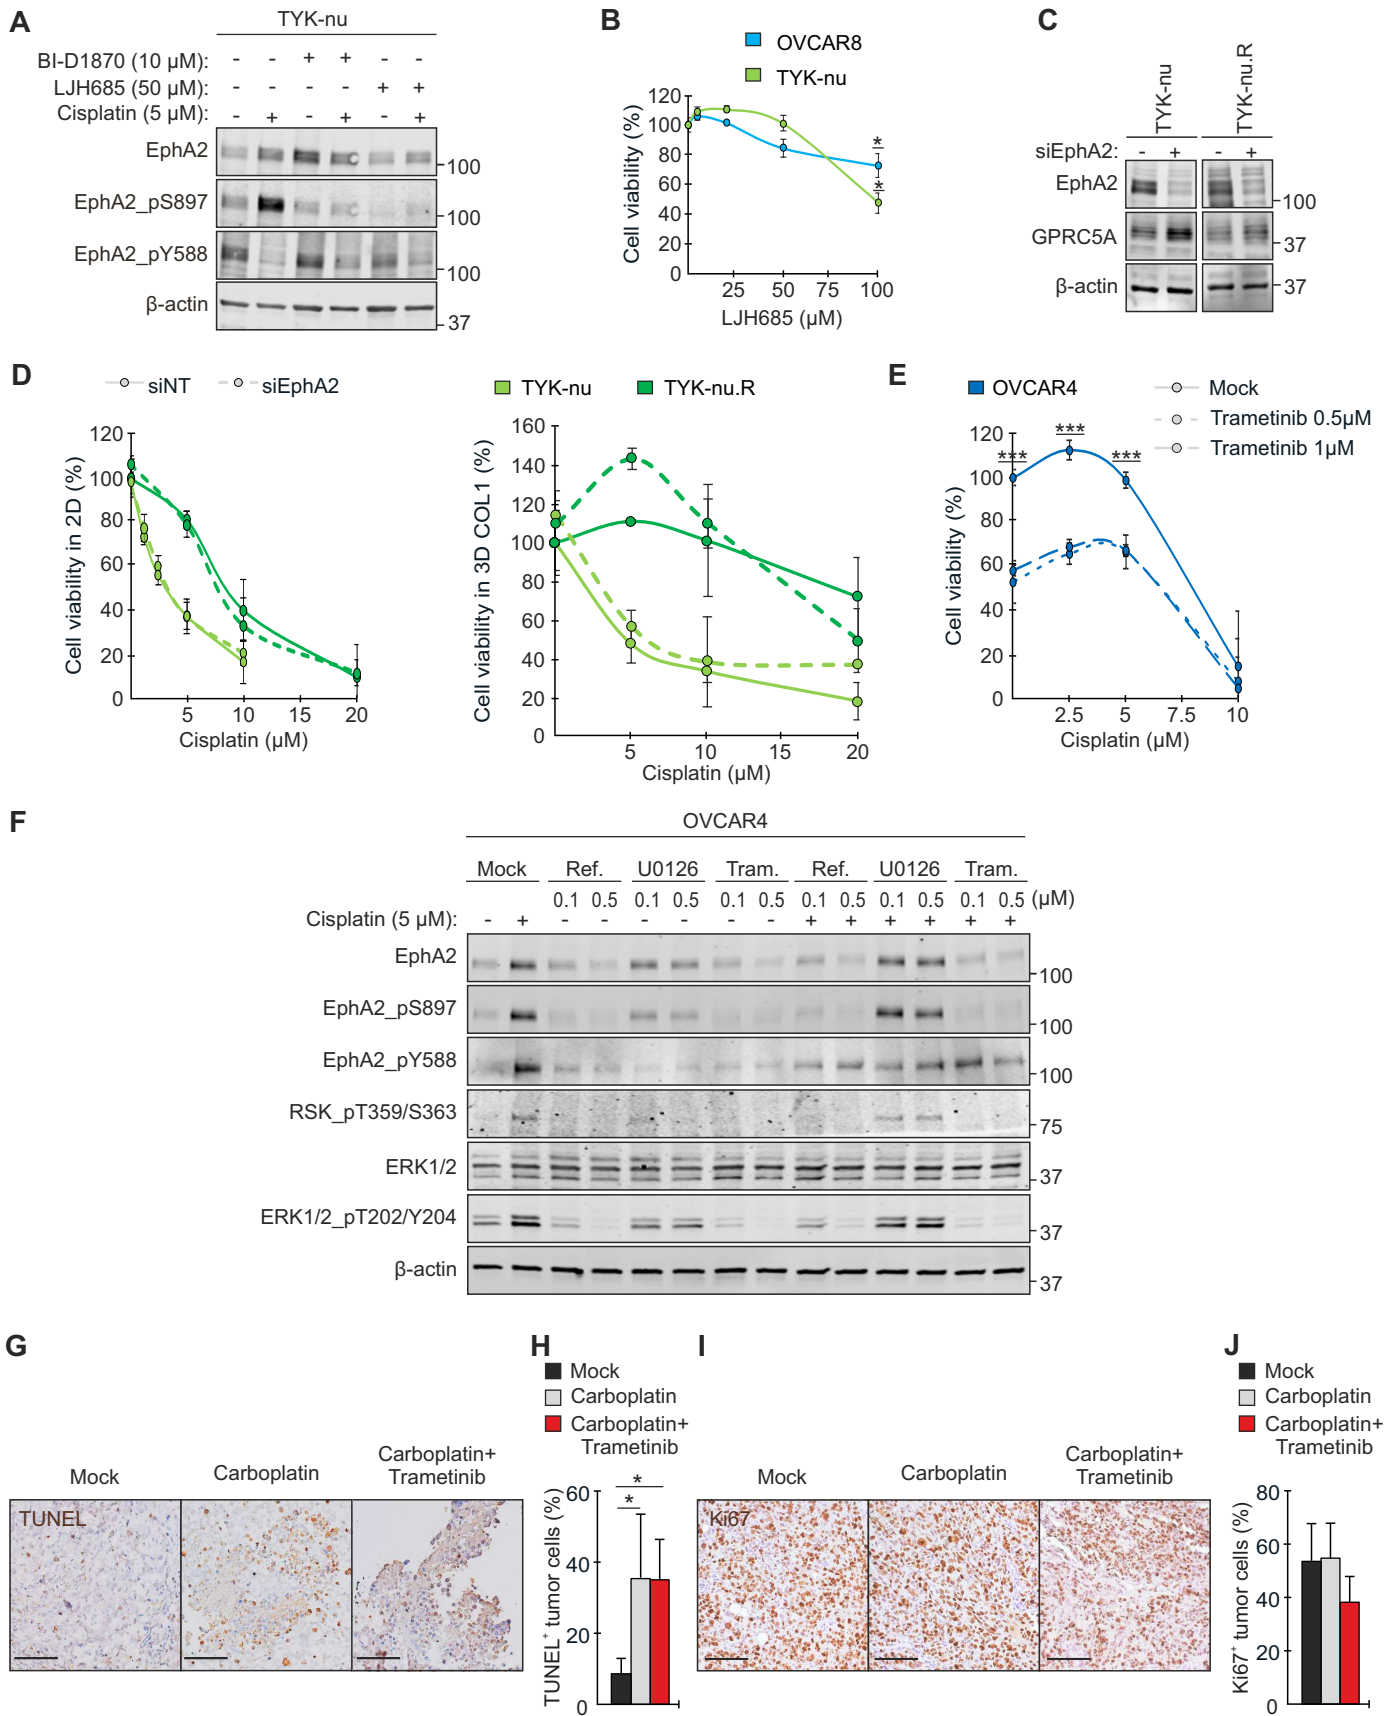 A
TYK-nu
BI-D1870 (10 µM): - - + + - -
LJH685 (50 µM): - - - - + +
Cisplatin (5 µM): - + - + - +
EphA2
100
EphA2_pS897
100
EphA2_pY588
100
β-actin
37
B
OVCAR8
TYK-nu
Cell viability (%)
120
100
80
60
40
20
0
* *
25 50 75 100
LJH685 (µM)
C
TYK-nu
TYK-nu.R
siEphA2: - + - +
EphA2
100
GPRC5A
37
β-actin
37
D
siNT siEphA2
TYK-nu TYK-nu.R
Cell viability in 2D (%)
120
100
80
60
40
20
0
5 10 15 20
Cisplatin (µM)
Cell viability in 3D COL1 (%)
160
140
120
100
80
60
40
20
0
5 10 15 20
Cisplatin (µM)
E
OVCAR4
Mock
Trametinib 0.5µM
Trametinib 1µM
Cell viability (%)
120
100
80
60
40
20
0
*** *** ***
2.5 5 7.5 10
Cisplatin (µM)
F
OVCAR4
Mock Ref. U0126 Tram. Ref. U0126 Tram.
0.1 0.5 0.1 0.5 0.1 0.5 0.1 0.5 0.1 0.5 0.1 0.5 (µM)
Cisplatin (5 µM): - + - - - - - - + + + + + +
EphA2
100
EphA2_pS897
100
EphA2_pY588
100
RSK_pT359/S363
75
ERK1/2
37
ERK1/2_pT202/Y204
37
β-actin
37
G
Mock Carboplatin Carboplatin+
Trametinib
TUNEL
H
Mock
Carboplatin
Carboplatin+
Trametinib
TUNEL+ tumor cells (%)
60
40
20
0
*
*
I
Mock Carboplatin Carboplatin+
Trametinib
Ki67
J
Mock
Carboplatin
Carboplatin+
Trametinib
Ki67+ tumor cells (%)
80
60
40
20
0